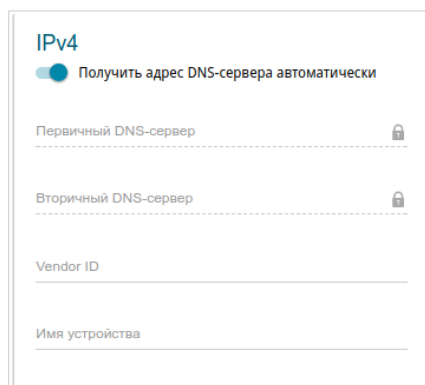 IPv4
Получить адрес DNS-сервера автоматически
Первичный DNS-сервер
Вторичный DNS-сервер
Vendor ID
Имя устройства